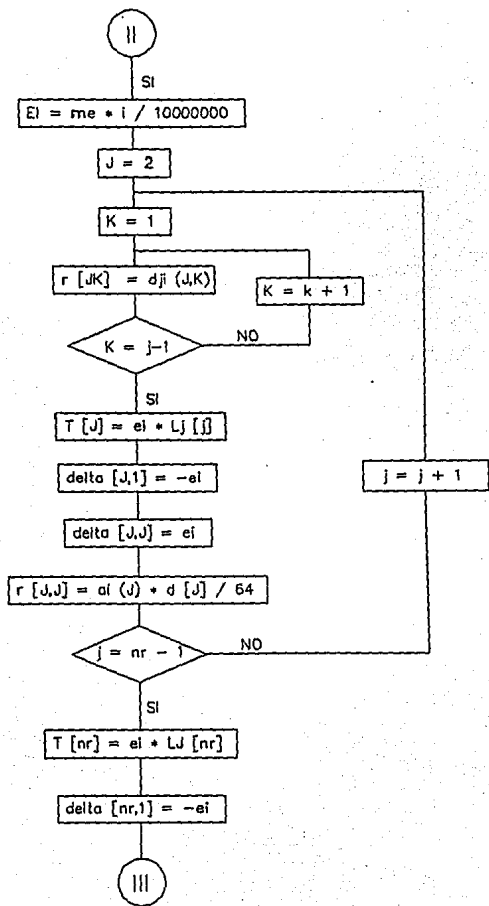 II
SI
EI = me * i / 10000000
J = 2
K = 1
r [JK] = dji (J,K)
K = k + 1
K = j-1
NO
SI
T [J] = ei * Lj [j]
delta [J,1] = -ei
j = j + 1
delta [J,J] = ei
r [J,J] = ai (J) * d [J] / 64
j = nr - 1
NO
SI
T [nr] = ei * LJ [nr]
delta [nr,1] = -ei
III